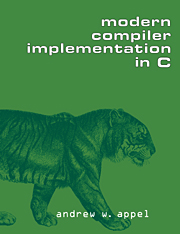 modern
compiler
implementation
in C
andrew w. appel